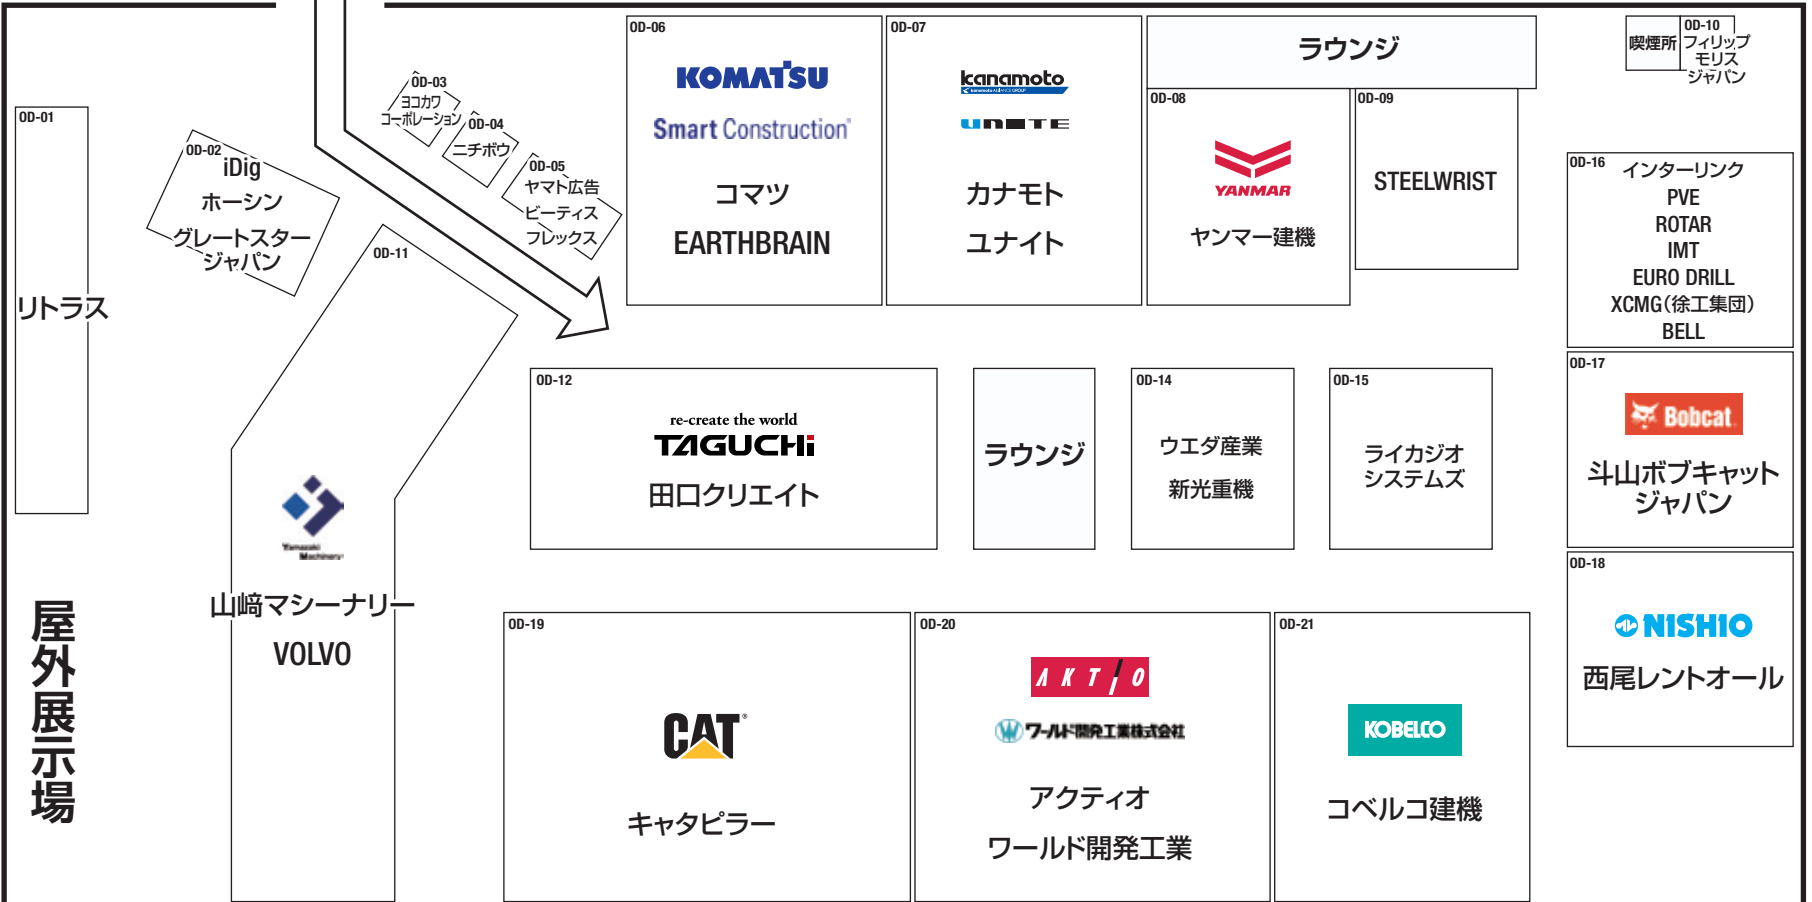 OD-01
リトラス
OD-02
iDig
ホーシン
グレートスター
ジャパン
OD-03
ヨコカワ
コーポレーション
OD-04
ニチボウ
OD-05
ヤマト広告
ビーティス
フレックス
OD-06
KOMATSU
Smart Construction®
コマツ
EARTHBRAIN
OD-07
kanamoto
kanamoto ALLIANCE GROUP
UNITE
カナモト
ユナイト
ラウンジ
OD-08
YANMAR
ヤンマー建機
OD-09
STEELWRIST
喫煙所
OD-10
フィリップ
モリス
ジャパン
OD-11
Yamazaki
Machinery
山﨑マシーナリー
VOLVO
OD-12
re-create the world
TAGUCHi
田口クリエイト
ラウンジ
OD-14
ウエダ産業
新光重機
OD-15
ライカジオ
システムズ
OD-16
インターリンク
PVE
ROTAR
IMT
EURO DRILL
XCMG(徐工集団)
BELL
OD-17
Bobcat
斗山ボブキャット
ジャパン
OD-18
NISHIO
西尾レントオール
OD-19
CAT®
キャタピラー
OD-20
AKTIO
ワールド開発工業株式会社
アクティオ
ワールド開発工業
OD-21
KOBELCO
コベルコ建機
屋外展示場